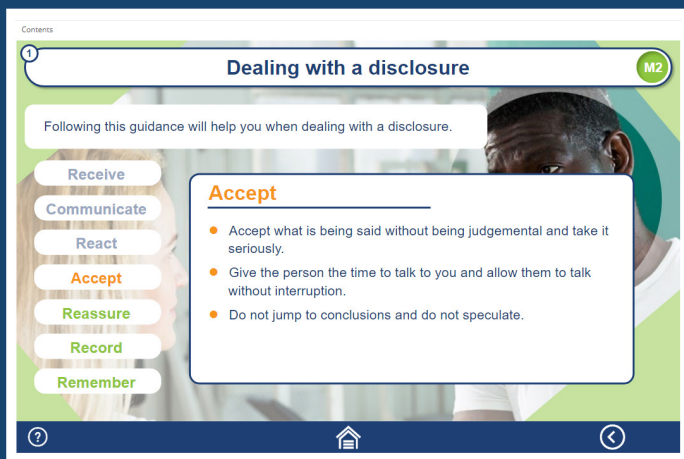 Contents
1
Dealing with a disclosure
M2
Following this guidance will help you when dealing with a disclosure.
Receive
Communicate
React
Accept
Reassure
Record
Remember
Accept
Accept what is being said without being judgemental and take it
seriously.
Give the person the time to talk to you and allow them to talk
without interruption.
Do not jump to conclusions and do not speculate.
?